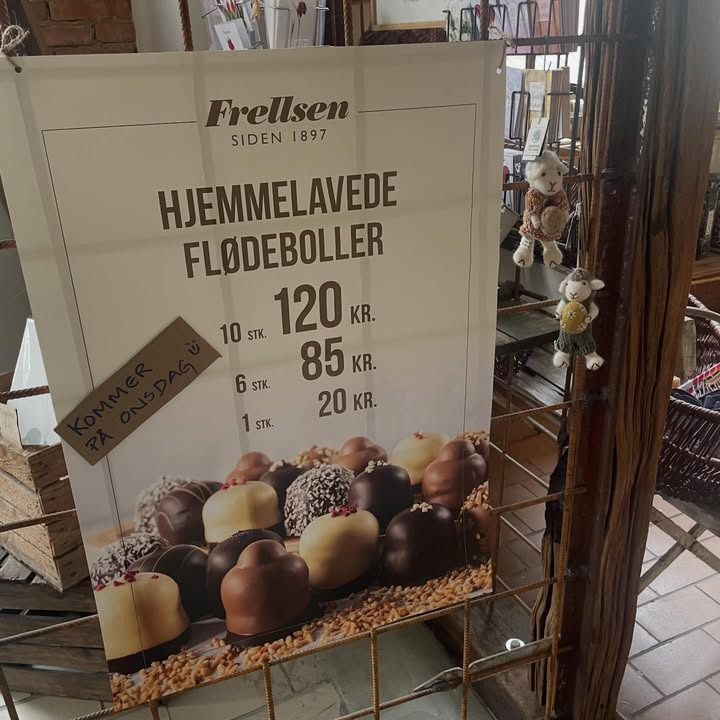 Frellsen
SIDEN 1897
HJEMMELAVEDE
FLØDEBOLLER
10 STK. 120 KR.
6 STK. 85 KR.
1 STK. 20 KR.
KOMMER
PÅ ONSDAG